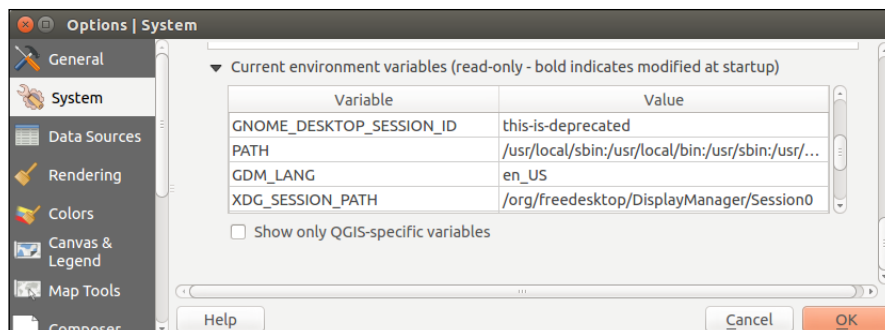 Options | System
General
System
Data Sources
Rendering
Colors
Canvas &
Legend
Map Tools
Composer
Current environment variables (read-only - bold indicates modified at startup)
Variable Value
GNOME_DESKTOP_SESSION_ID this-is-deprecated
PATH /usr/local/sbin:/usr/local/bin:/usr/sbin:/usr/...
GDM_LANG en_US
XDG_SESSION_PATH /org/freedesktop/DisplayManager/Session0
Show only QGIS-specific variables
Help Cancel OK